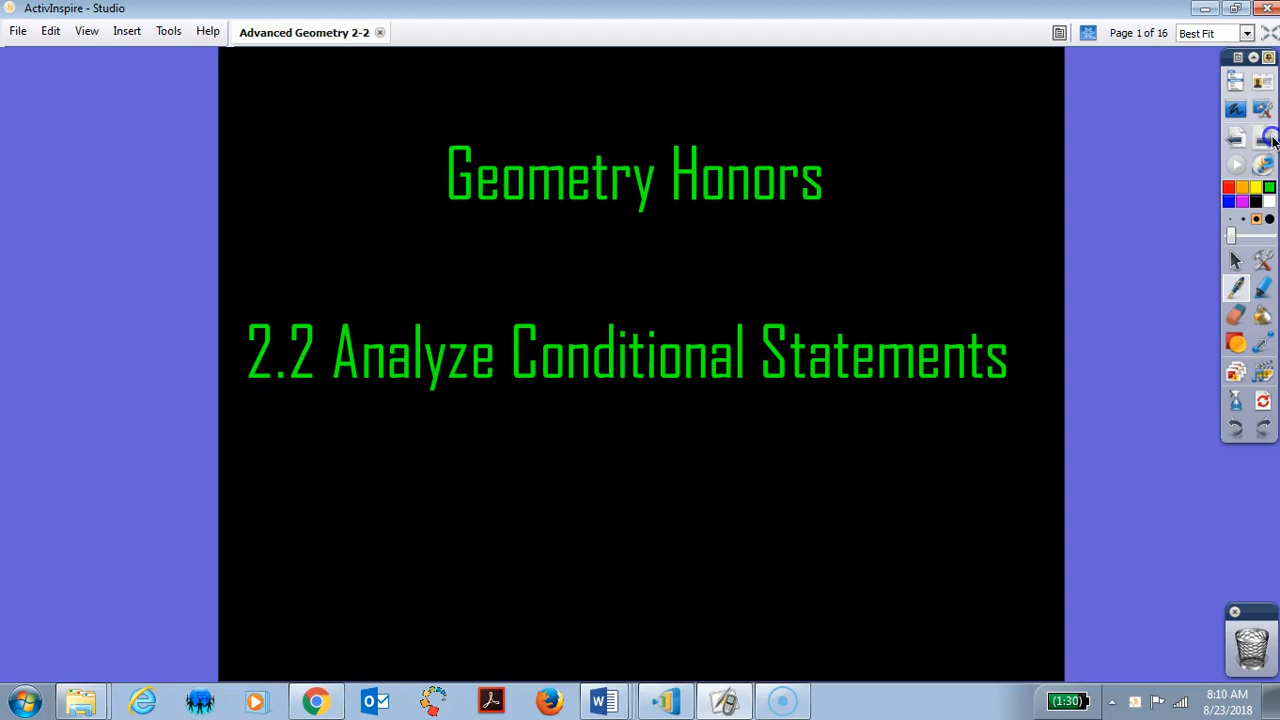 ActivInspire - Studio
File Edit View Insert Tools Help
Advanced Geometry 2-2
Page 1 of 16
Best Fit
Geometry Honors
2.2 Analyze Conditional Statements
(1:30)
8:10 AM
8/23/2018